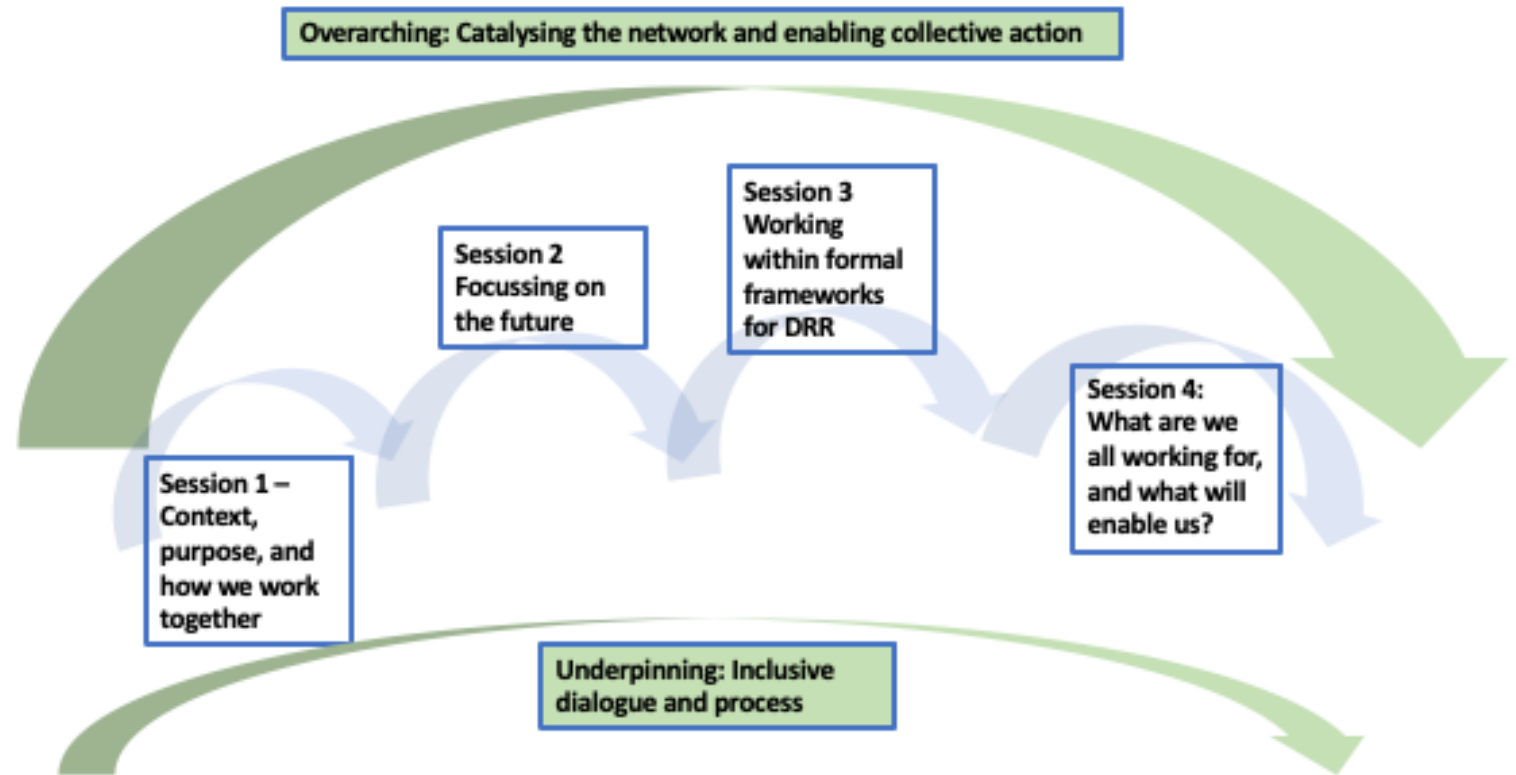 Overarching: Catalysing the network and enabling collective action
Session 1 –
Context,
purpose, and
how we work
together
Session 2
Focussing on
the future
Session 3
Working
within formal
frameworks
for DRR
Session 4:
What are we
all working for,
and what will
enable us?
Underpinning: Inclusive
dialogue and process